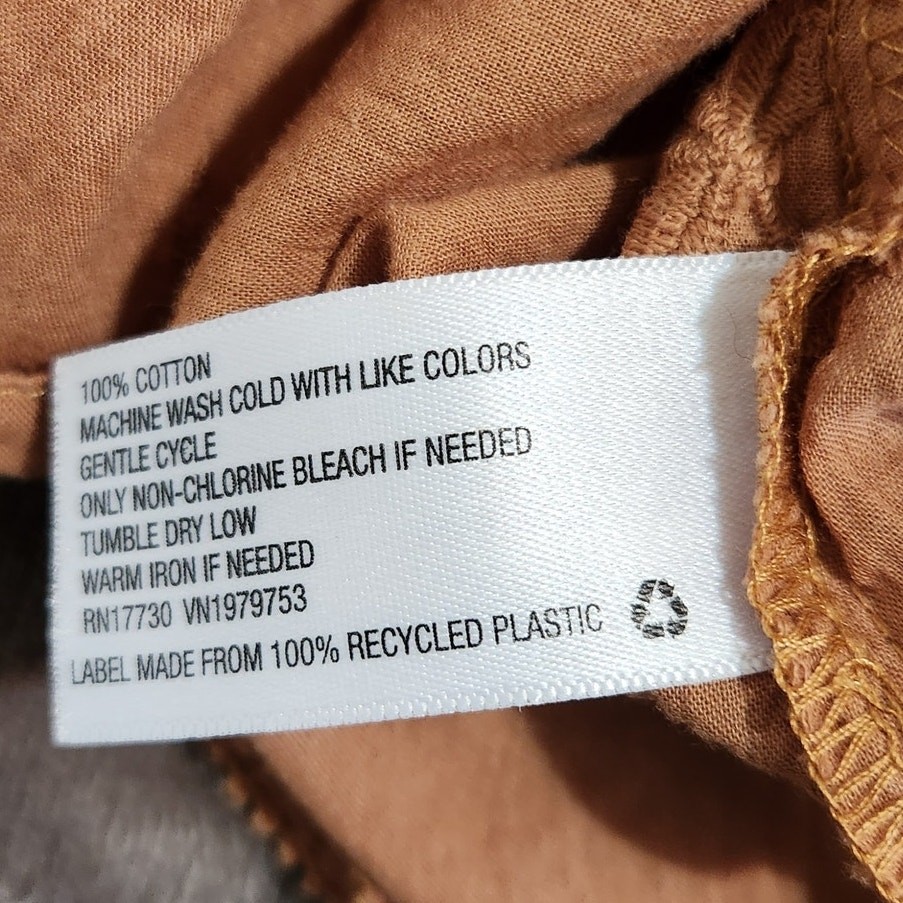 100% COTTON
MACHINE WASH COLD WITH LIKE COLORS
GENTLE CYCLE
ONLY NON-CHLORINE BLEACH IF NEEDED
TUMBLE DRY LOW
WARM IRON IF NEEDED
RN17730 VN1979753
LABEL MADE FROM 100% RECYCLED PLASTIC